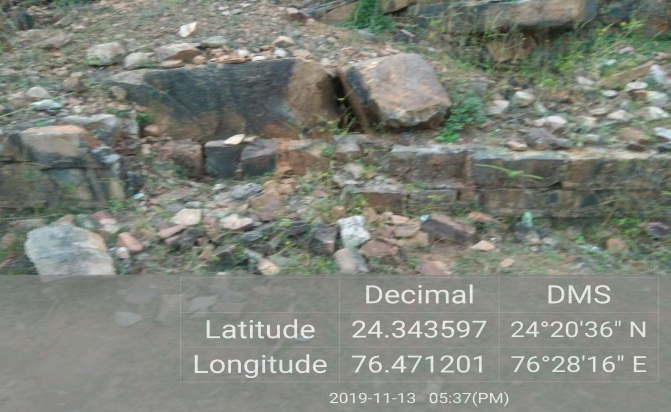 Decimal DMS
Latitude 24.343597 24°20'36" N
Longitude 76.471201 76°28'16" E
2019-11-13 05:37(PM)